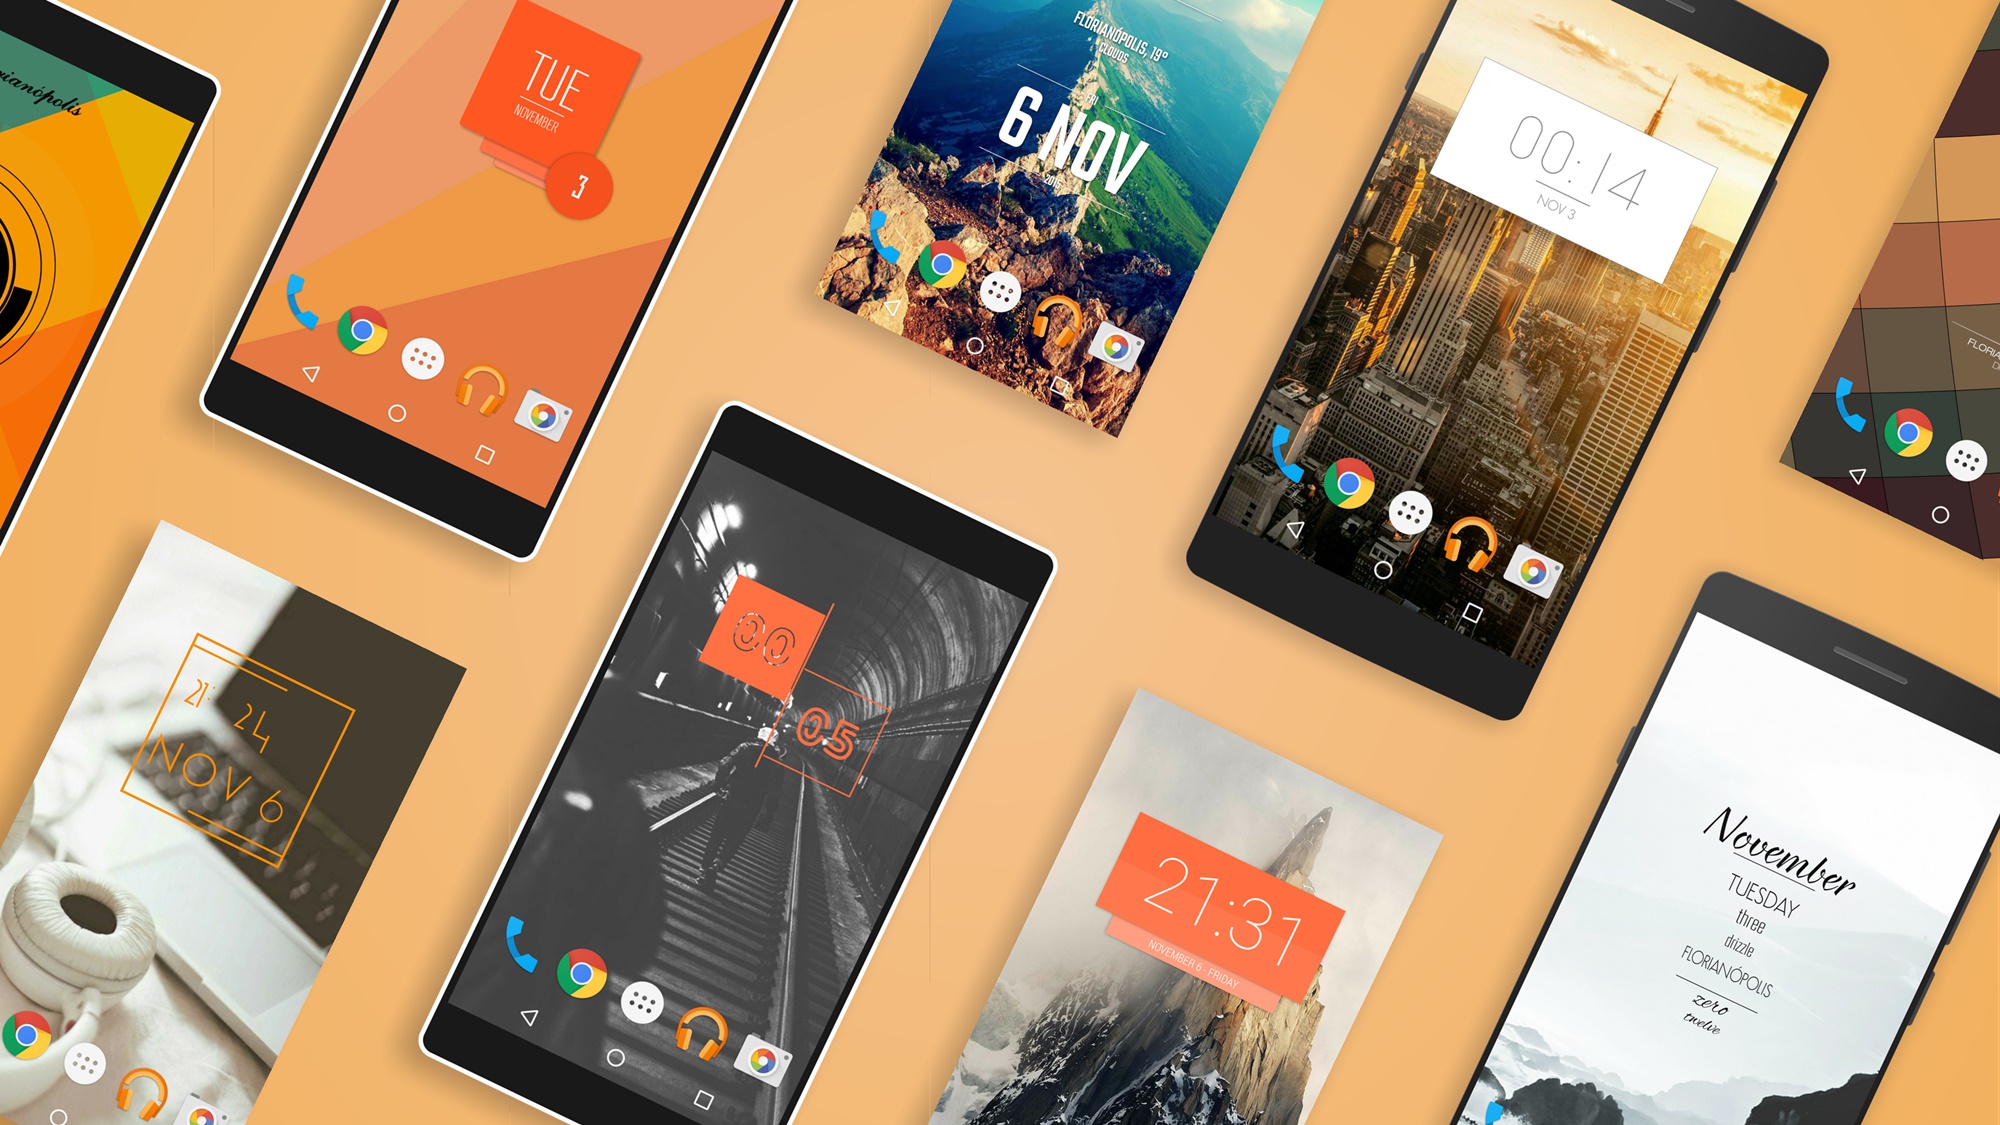 TUE
NOVEMBER
3
FLORIANÓPOLIS, 19°
CLOUDS
FRI
6 NOV
00:14
NOV 3
21:24
NOV 6
00
05
21:31
NOVEMBER 6 - FRIDAY
November
TUESDAY
three
drizzle
FLORIANÓPOLIS
zero
twelve